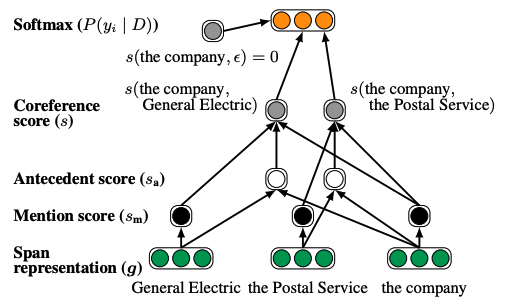 Softmax (P(yᵢ | D))
s(the company, ϵ) = 0
s(the company,
General Electric)
s(the company,
the Postal Service)
Coreference
score (s)
Antecedent score (sₐ)
Mention score (sₘ)
Span
representation (g)
General Electric the Postal Service the company